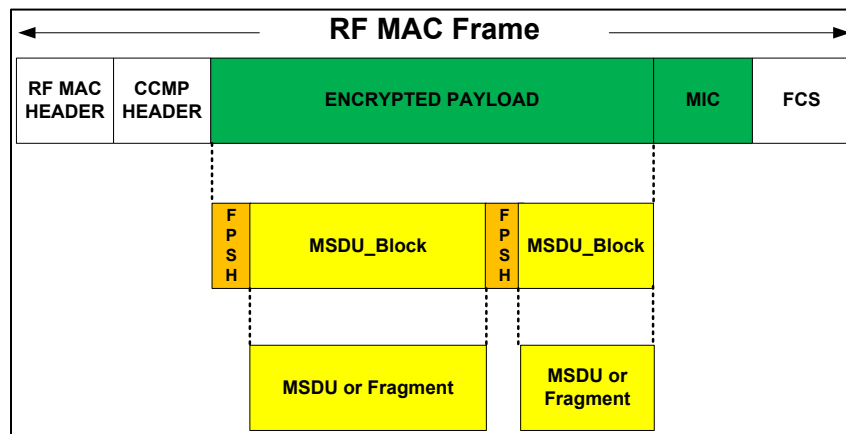 RF MAC Frame
RF MAC
HEADER
CCMP
HEADER
ENCRYPTED PAYLOAD
MIC
FCS
F
P
S
H
MSDU_Block
F
P
S
H
MSDU_Block
MSDU or Fragment
MSDU or
Fragment